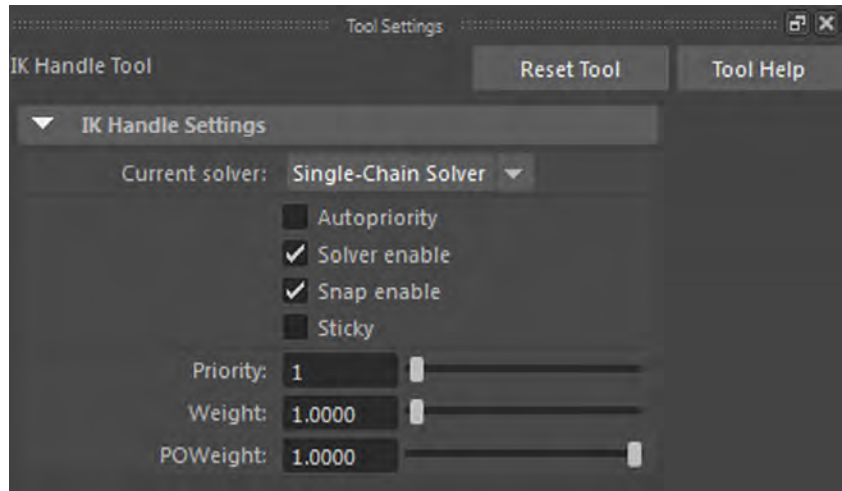 Tool Settings
IK Handle Tool Reset Tool Tool Help
IK Handle Settings
Current solver: Single-Chain Solver
Autopriority
Solver enable
Snap enable
Sticky
Priority: 1
Weight: 1.0000
POWeight: 1.0000